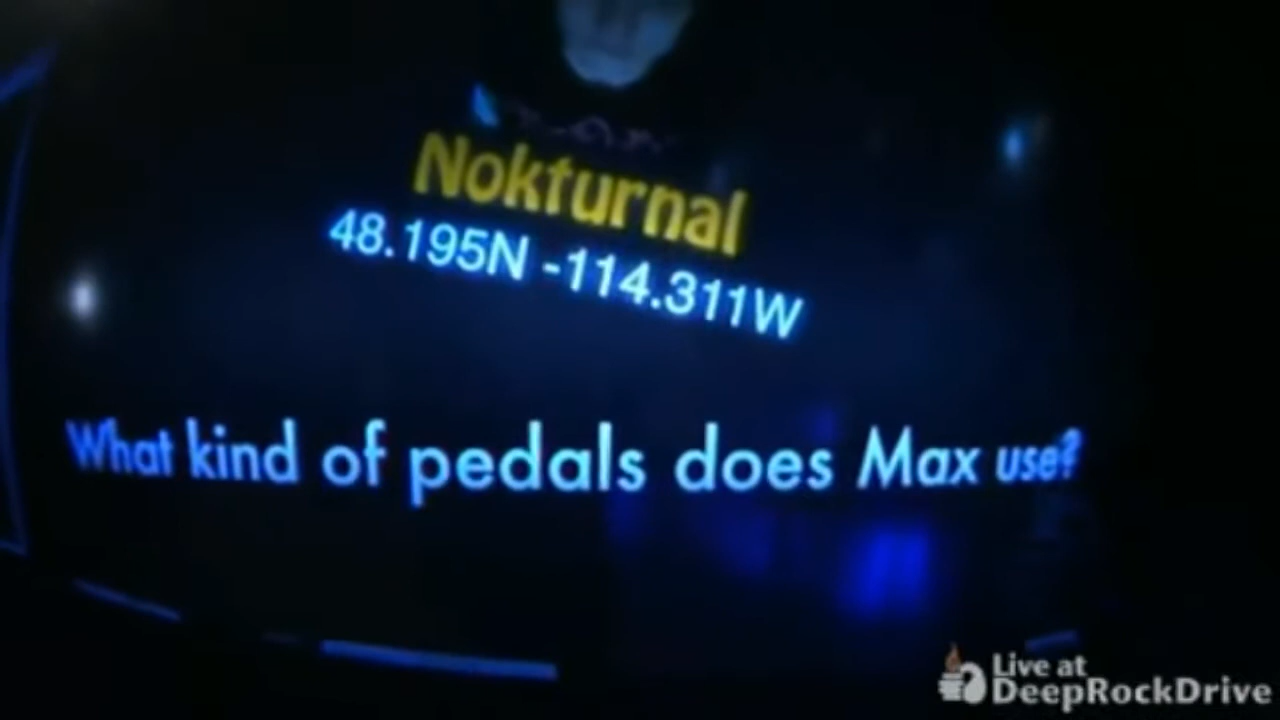 Nokturnal
48.195N -114.311W
What kind of pedals does Max use?
Live at
DeepRockDrive